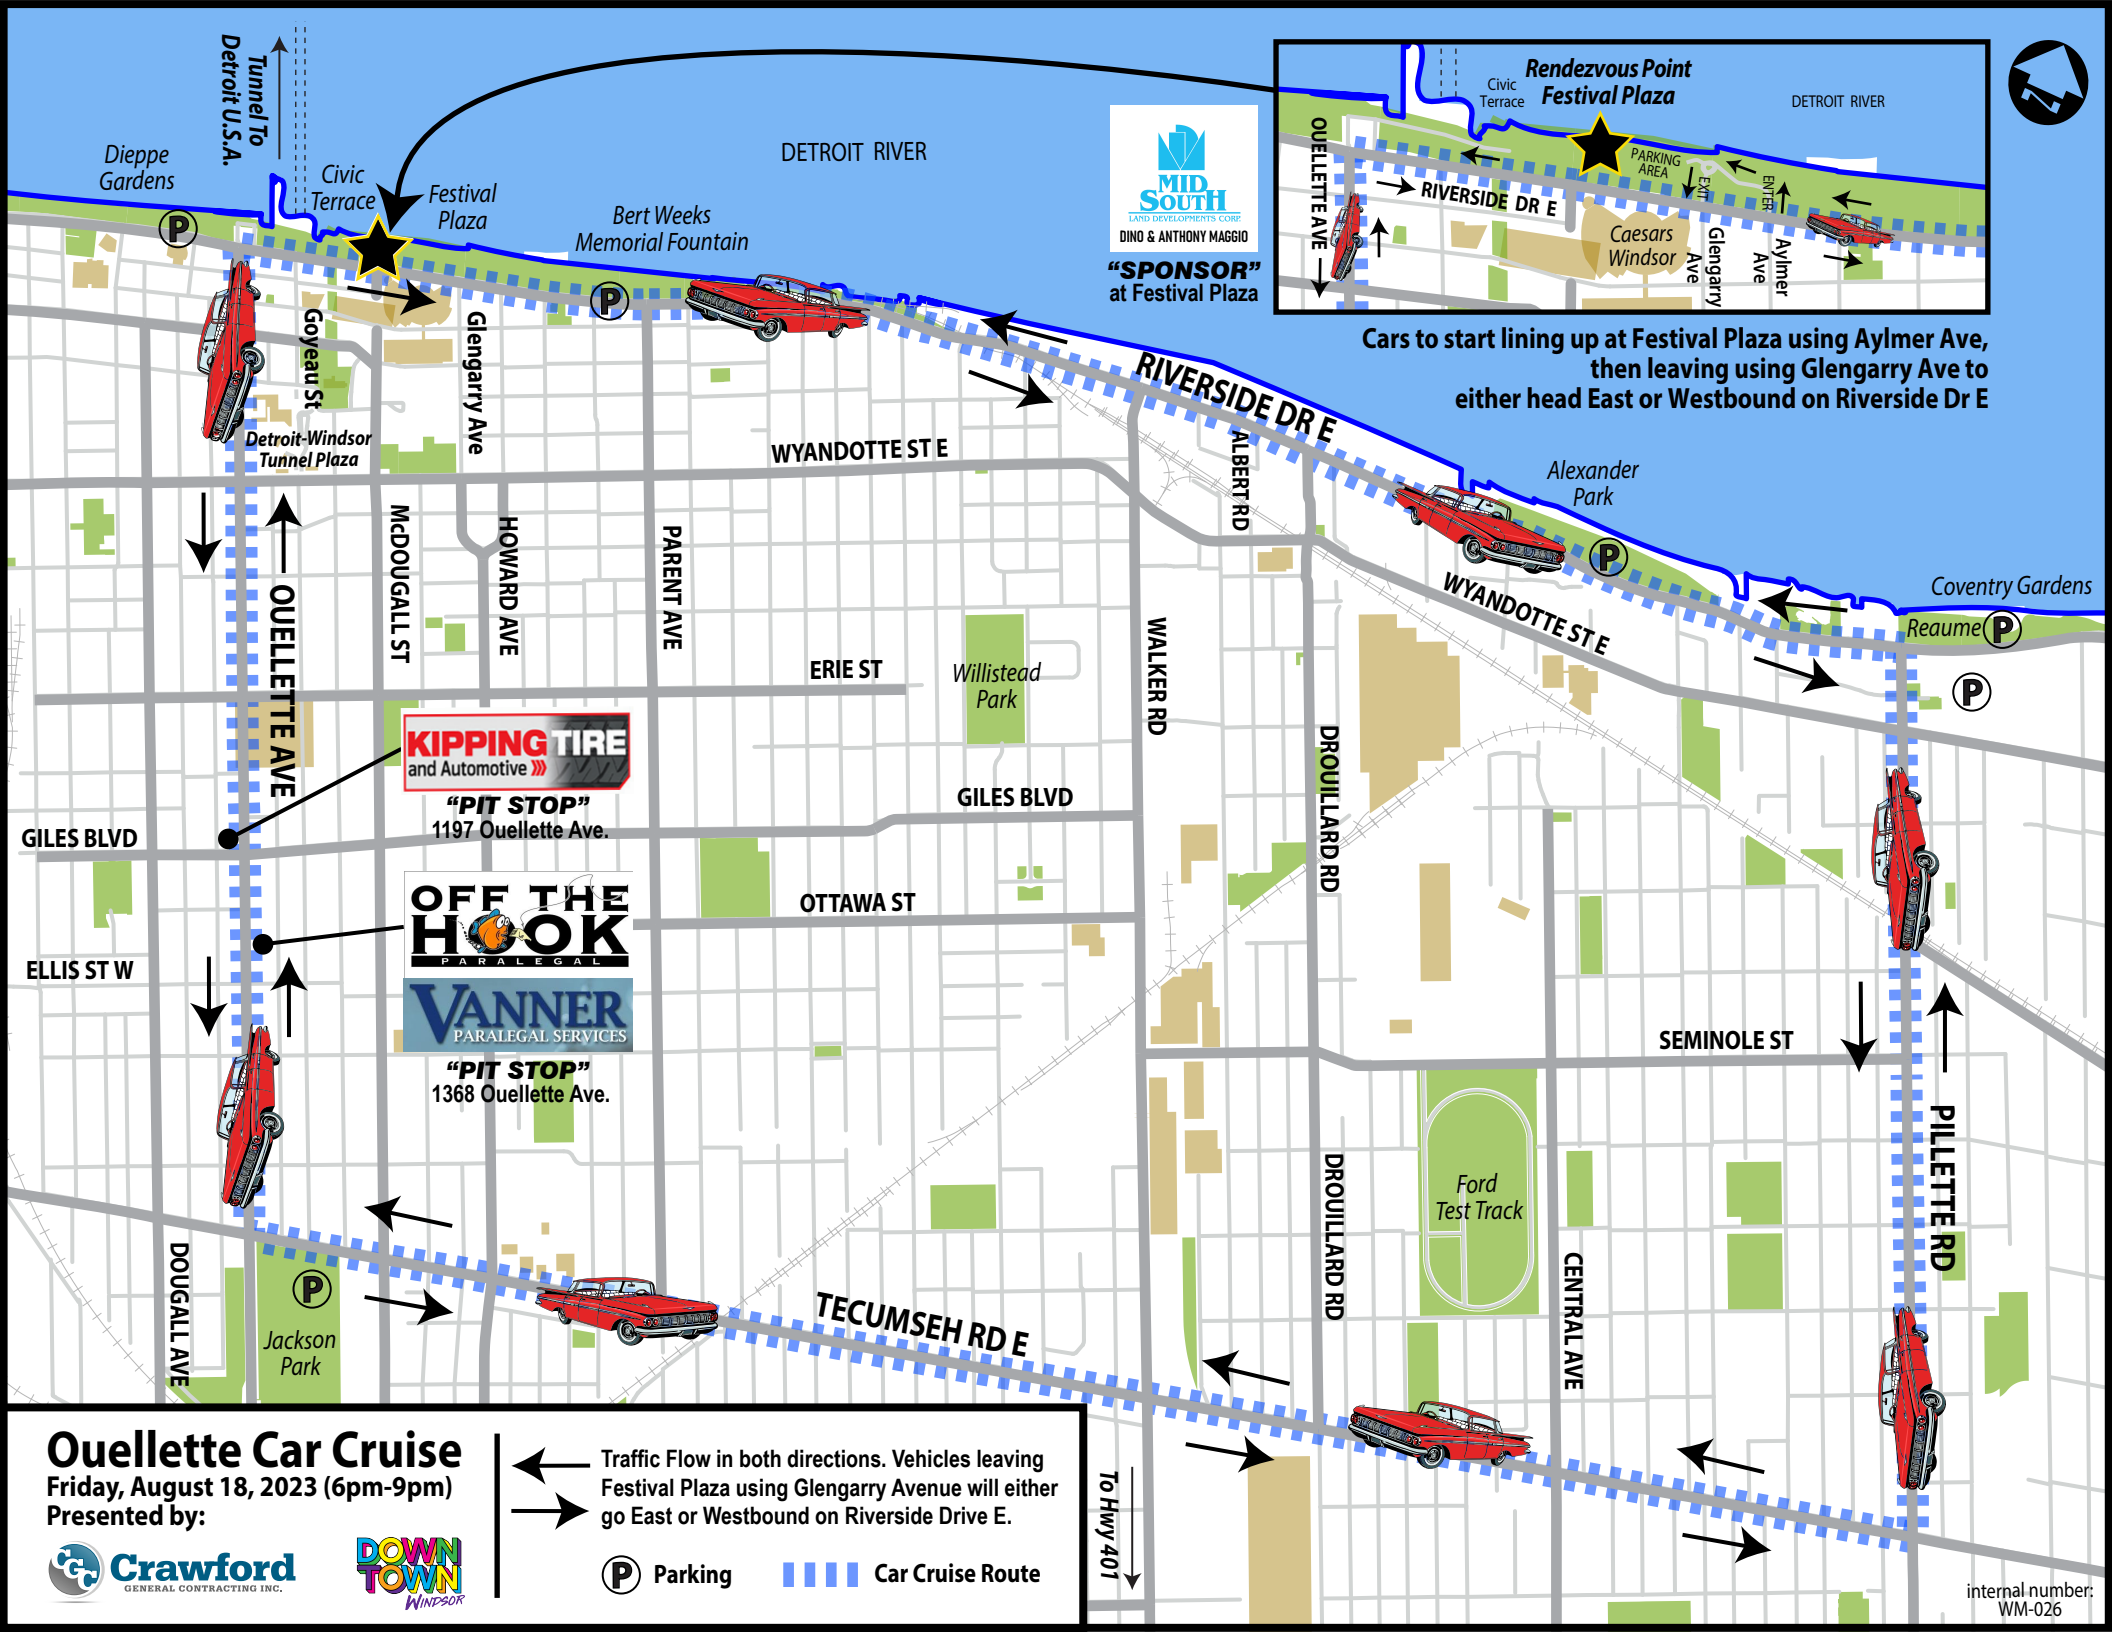 Tunnel To
Detroit U.S.A.
Dieppe
Gardens
Civic
Terrace
Festival
Plaza
Bert Weeks
Memorial Fountain
DETROIT RIVER
MID
SOUTH
LAND DEVELOPMENTS CORP.
DINO & ANTHONY MAGGIO
"SPONSOR"
at Festival Plaza
Rendezvous Point
Festival Plaza
Civic
Terrace
DETROIT RIVER
OUELLETTE AVE
RIVERSIDE DR E
PARKING
AREA
EXIT
ENTER
Caesars
Windsor
Glengarry
Ave
Aylmer
Ave
Cars to start lining up at Festival Plaza using Aylmer Ave,
then leaving using Glengarry Ave to
either head East or Westbound on Riverside Dr E
P
P
Goyeau St
Glengarry Ave
Detroit-Windsor
Tunnel Plaza
WYANDOTTE ST E
RIVERSIDE DR E
ALBERT RD
Alexander
Park
P
Coventry Gardens
Reaume
P
P
OUELLETTE AVE
McDOUGALL ST
HOWARD AVE
PARENT AVE
WALKER RD
WYANDOTTE ST E
ERIE ST
Willistead
Park
DROUILLARD RD
KIPPING TIRE
and Automotive
"PIT STOP"
1197 Ouellette Ave.
GILES BLVD
GILES BLVD
OFF THE
HOOK
PARALEGAL
OTTAWA ST
ELLIS ST W
VANNER
PARALEGAL SERVICES
"PIT STOP"
1368 Ouellette Ave.
SEMINOLE ST
PILLETTE RD
Ford
Test Track
DROUILLARD RD
CENTRAL AVE
DOUGALL AVE
P
Jackson
Park
TECUMSEH RD E
To Hwy 401
Ouellette Car Cruise
Friday, August 18, 2023 (6pm-9pm)
Presented by:
CGC
Crawford
GENERAL CONTRACTING INC.
DOWN
TOWN
WINDSOR
Traffic Flow in both directions. Vehicles leaving
Festival Plaza using Glengarry Avenue will either
go East or Westbound on Riverside Drive E.
P Parking
Car Cruise Route
internal number:
WM-026